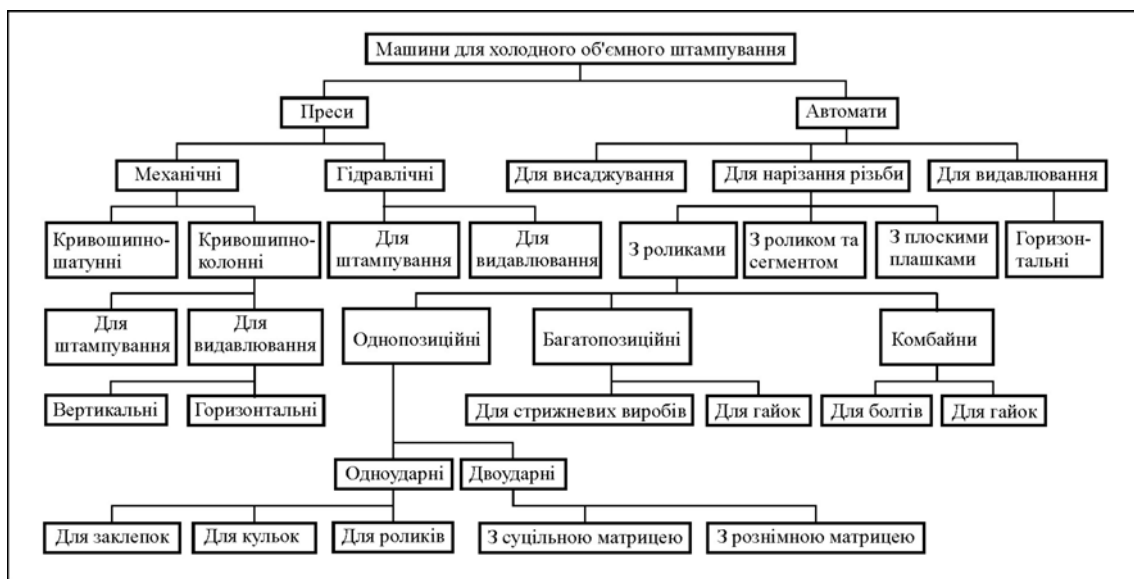 Машини для холодного об'ємного штампування
Преси
Автомати
Механічні
Гідравлічні
Для висаджування
Для нарізання різьби
Для видавлювання
Кривошипно-
шатунні
Кривошипно-
колонні
Для
штампування
Для
видавлювання
З роликами
З роликом та
сегментом
З плоскими
плашками
Горизон-
тальні
Для
штампування
Для
видавлювання
Однопозиційні
Багатопозиційні
Комбайни
Вертикальні
Горизонтальні
Для стрижневих виробів
Для гайок
Для болтів
Для гайок
Одноударні
Двоударні
Для заклепок
Для кульок
Для роликів
З суцільною матрицею
З рознімною матрицею